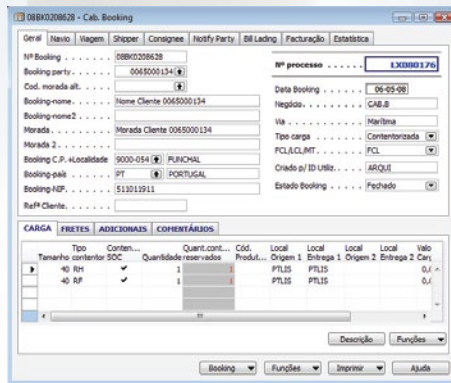 08BK0208628 - Cab. Booking
Geral Navio Viagem Shipper Consignee Notify Party Bill Lading Facturação Estatística
Nº Booking . . . . . . . 08BK0208628
Booking party. . . . . . 0065000134
Cod. morada alt. . . . .
Booking-nome. . . . . . Nome Cliente 0065000134
Booking-nome2 . . . . .
Morada . . . . . . . . . Morada Cliente 0065000134
Morada 2 . . . . . . . .
Booking C.P.+Localidade 9000-054 FUNCHAL
Booking-país . . . . . . PT PORTUGAL
Booking-NIF. . . . . . . 511011911
Refª Cliente. . . . . . .
Nº processo . . . . . . LX080176
Data Booking . . . . . 06-05-08
Negócio. . . . . . . . . CAB.B
Via . . . . . . . . . . . Marítima
Tipo carga . . . . . . . Contentorizada
FCL/LCL/MT. . . . . . . FCL
Criado p/ ID Utiliz. . . . ARQUI
Estado Booking . . . . . Fechado
CARGA FRETES ADICIONAIS COMENTÁRIOS
Tamanho Tipo contentor Conten... SOC Quantidade Quant.cont... reservados Cód. Produt... Local Origem 1 Local Entrega 1 Local Origem 2 Local Entrega 2 Valo Carg
40 RH ✔ 1 1 PTLIS PTLIS 0,(
40 RF ✔ 1 1 PTLIS PTLIS 0,(
Descrição Funções
Booking Funções Imprimir Ajuda